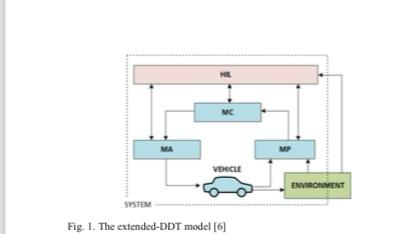 HIL
MC
MA
MP
VEHICLE
ENVIRONMENT
SYSTEM
Fig. 1. The extended-DDT model [6]